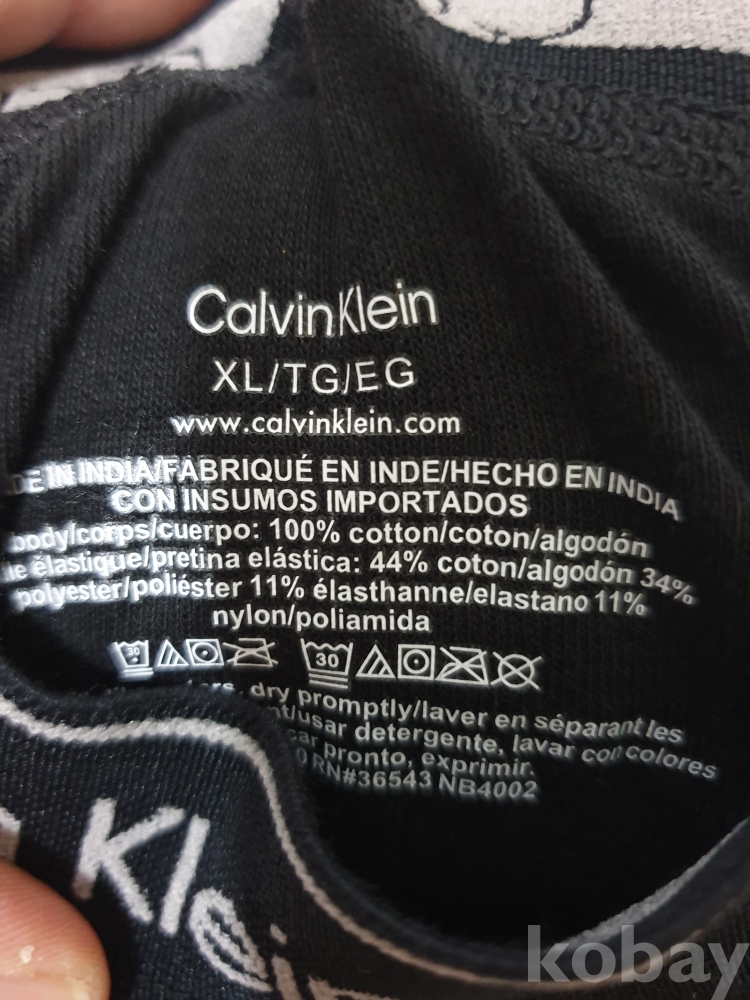 CalvinKlein
XL/TG/EG
www.calvinklein.com
IN INDIA/FABRIQUÉ EN INDE/HECHO EN INDIA
CON INSUMOS IMPORTADOS
body/corps/cuerpo: 100% cotton/coton/algodón
élastique/pretina elástica: 44% coton/algodón 34%
polyester/poliéster 11% élasthanne/elastano 11%
nylon/poliamida
30 30
dry promptly/laver en séparant les
usar detergente, lavar con colores
pronto, exprimir.
RN#36543 NB4002
Klein
kobay